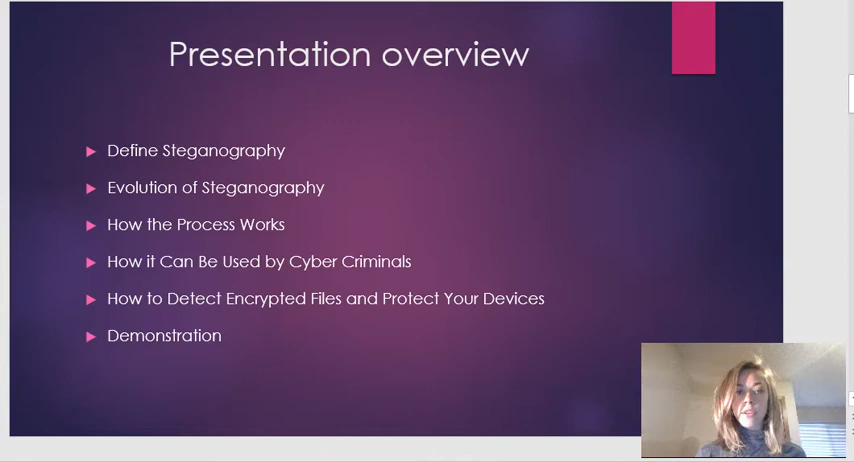 Presentation overview
Define Steganography
Evolution of Steganography
How the Process Works
How it Can Be Used by Cyber Criminals
How to Detect Encrypted Files and Protect Your Devices
Demonstration